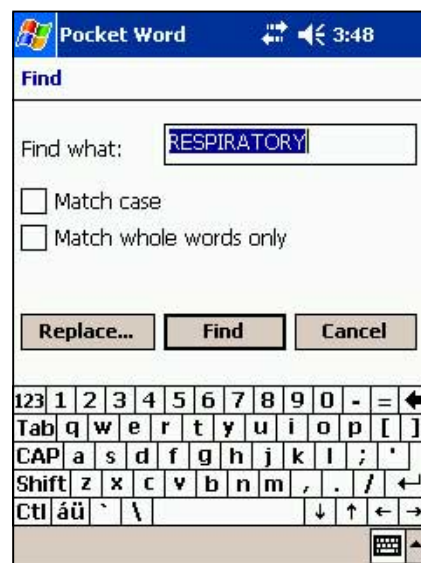 Pocket Word 3:48
Find
Find what: RESPIRATORY
Match case
Match whole words only
Replace... Find Cancel
123 1 2 3 4 5 6 7 8 9 0 - = ←
Tab q w e r t y u i o p [ ]
CAP a s d f g h j k l ; '
Shift z x c v b n m , . / ↵
Ctl áü ` \ ↓ ↑ ← →